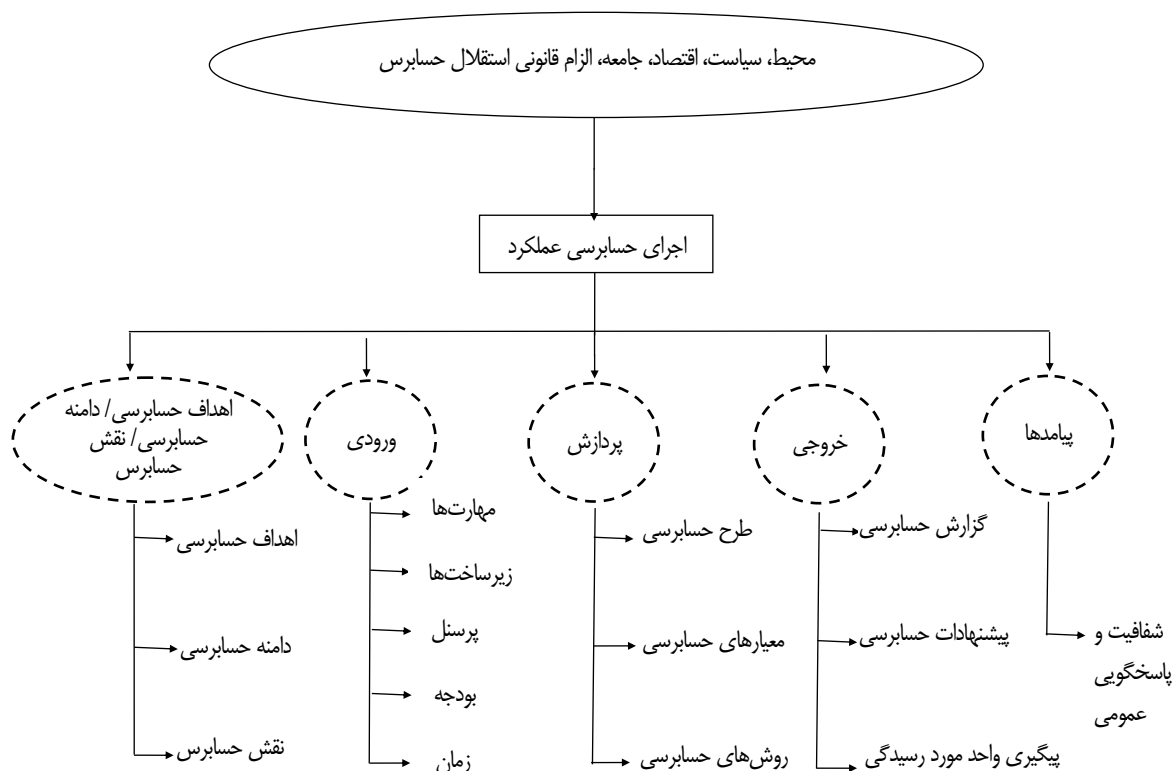 محیط، سیاست، اقتصاد، جامعه، الزام قانونی استقلال حسابرس
اجرای حسابرسی عملکرد
پیامدها
خروجی
پردازش
ورودی
اهداف حسابرسی/ دامنه
حسابرسی/ نقش
حسابرس
شفافیت و
پاسخگویی
عمومی
گزارش حسابرسی
پیشنهادات حسابرسی
پیگیری واحد مورد رسیدگی
طرح حسابرسی
معیارهای حسابرسی
روش‌های حسابرسی
مهارت‌ها
زیرساخت‌ها
پرسنل
بودجه
زمان
اهداف حسابرسی
دامنه حسابرسی
نقش حسابرس